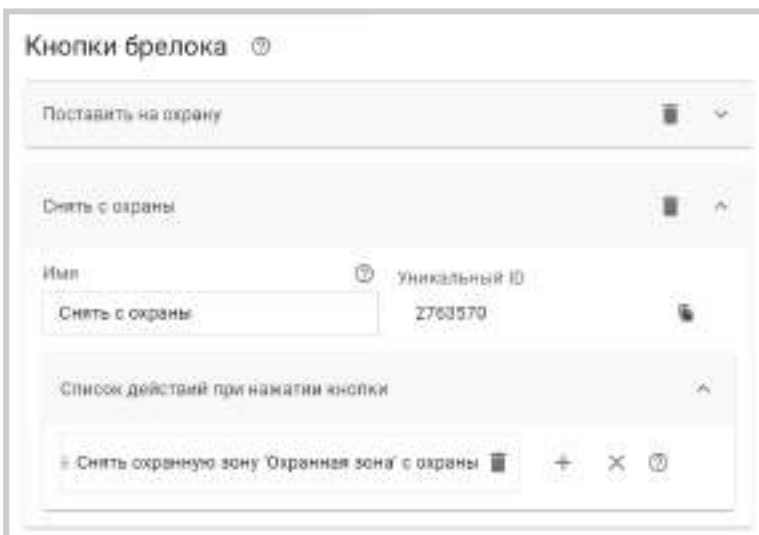 Кнопки брелока
Поставить на охрану
Снять с охраны
Имя
Уникальный ID
Снять с охраны
2763570
Список действий при нажатии кнопки
Снять охранную зону 'Охранная зона' с охраны